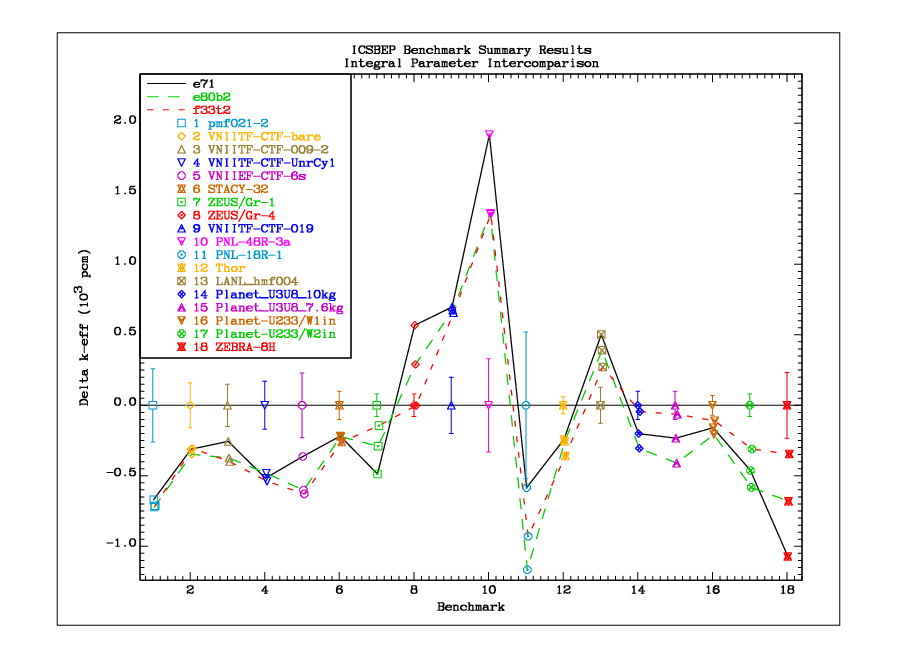 ICSBEP Benchmark Summary Results
Integral Parameter Intercomparison
e71
e80b2
f33t2
1 pmf021-2
2 VNIITF-CTF-bare
3 VNIITF-CTF-009-2
4 VNIITF-CTF-UnrCy1
5 VNIIEF-CTF-6s
6 STACY-32
7 ZEUS/Gr-1
8 ZEUS/Gr-4
9 VNIITF-CTF-019
10 PNL-48R-3a
11 PNL-18R-1
12 Thor
13 LANL_hmf004
14 Planet_U3U8_10kg
15 Planet_U3U8_7.6kg
16 Planet-U233/W1in
17 Planet-U233/W2in
18 ZEBRA-8H
2.0
1.5
1.0
0.5
0.0
-0.5
-1.0
Delta k-eff (10³ pcm)
2 4 6 8 10 12 14 16 18
Benchmark